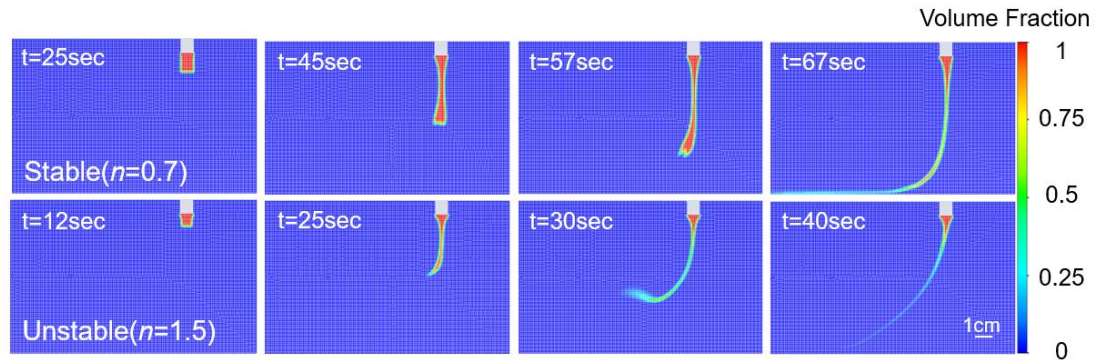 Volume Fraction
t=25sec
t=45sec
t=57sec
t=67sec
Stable(n=0.7)
t=12sec
t=25sec
t=30sec
t=40sec
Unstable(n=1.5)
1cm
1
0.75
0.5
0.25
0